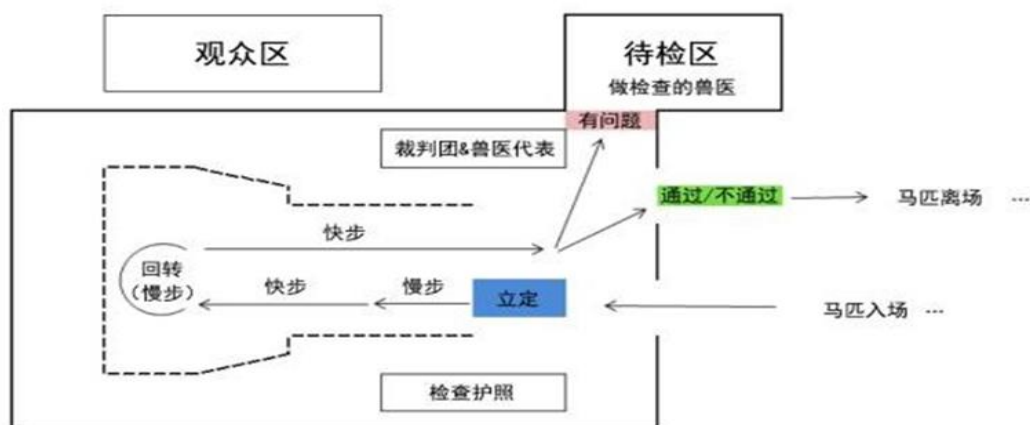 观众区
待检区
做检查的兽医
有问题
裁判团&兽医代表
通过/不通过
马匹离场 …
快步
回转
（慢步）
快步
慢步
立定
马匹入场 …
检查护照